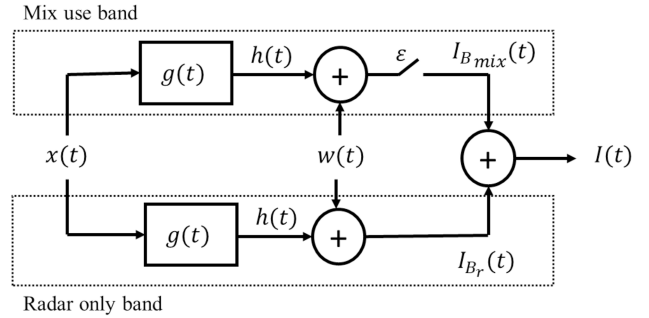 Mix use band
g(t)
h(t)
+
ε
I_{B_{mix}}(t)
x(t)
w(t)
+
I(t)
g(t)
h(t)
+
I_{B_r}(t)
Radar only band